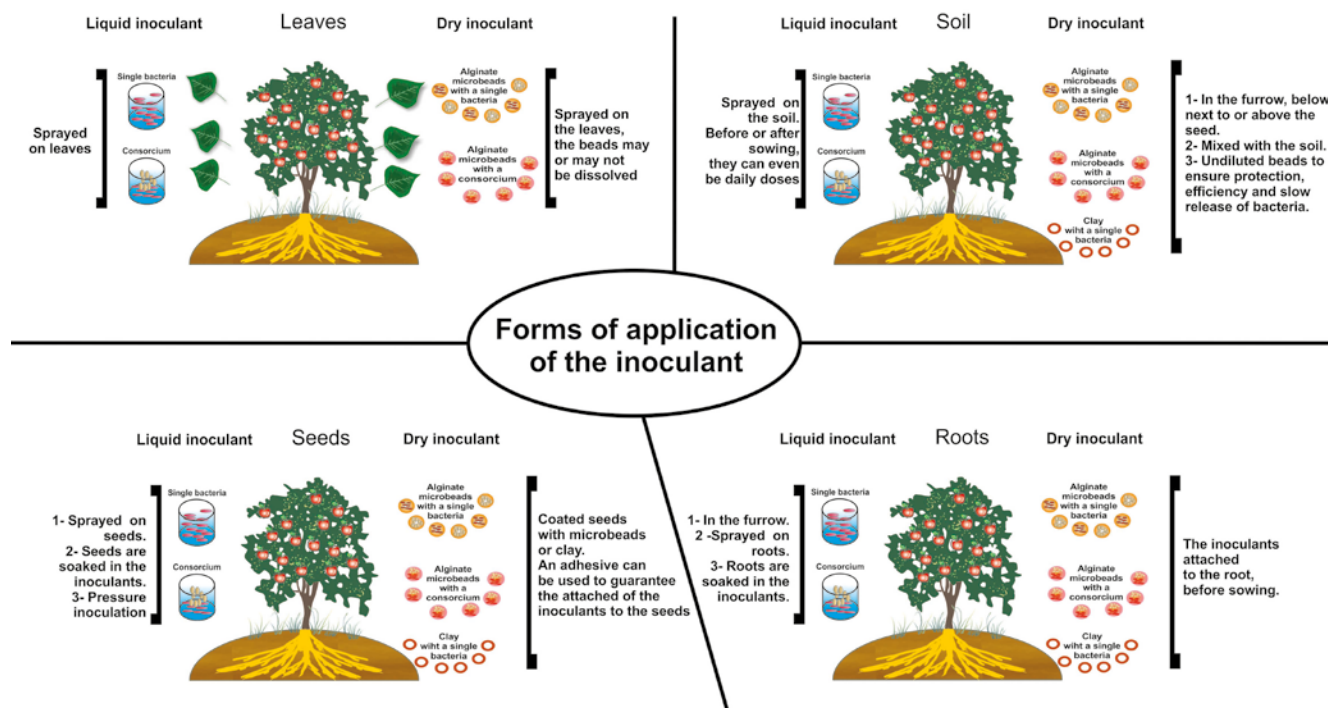 Liquid inoculant
Leaves
Dry inoculant
Single bacteria
Consorcium
Sprayed
on leaves
Alginate
microbeads
with a single
bacteria
Alginate
microbeads
with a
consorcium
Sprayed on
the leaves,
the beads may
or may not
be dissolved
Liquid inoculant
Soil
Dry inoculant
Sprayed on
the soil.
Before or after
sowing,
they can even
be daily doses
Single bacteria
Consorcium
Alginate
microbeads
with a single
bacteria
Alginate
microbeads
with a
consorcium
Clay
wiht a single
bacteria
1- In the furrow, below
next to or above the
seed.
2- Mixed with the soil.
3- Undiluted beads to
ensure protection,
efficiency and slow
release of bacteria.
Forms of application
of the inoculant
Liquid inoculant
Seeds
Dry inoculant
1- Sprayed on
seeds.
2- Seeds are
soaked in the
inoculants.
3- Pressure
inoculation
Single bacteria
Consorcium
Alginate
microbeads
with a single
bacteria
Alginate
microbeads
with a
consorcium
Clay
wiht a single
bacteria
Coated seeds
with microbeads
or clay.
An adhesive can
be used to guarantee
the attached of the
inoculants to the seeds
Liquid inoculant
Roots
Dry inoculant
1- In the furrow.
2 -Sprayed on
roots.
3- Roots are
soaked in the
inoculants.
Single bacteria
Consorcium
Alginate
microbeads
with a single
bacteria
Alginate
microbeads
with a
consorcium
Clay
wiht a single
bacteria
The inoculants
attached
to the root,
before sowing.